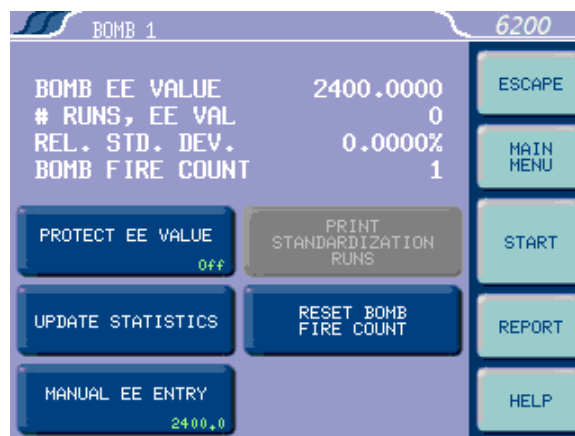 BOMB 1
6200
BOMB EE VALUE 2400.0000
# RUNS, EE VAL 0
REL. STD. DEV. 0.0000%
BOMB FIRE COUNT 1
PROTECT EE VALUE
Off
PRINT
STANDARDIZATION
RUNS
UPDATE STATISTICS
RESET BOMB
FIRE COUNT
MANUAL EE ENTRY
2400.0
ESCAPE
MAIN
MENU
START
REPORT
HELP